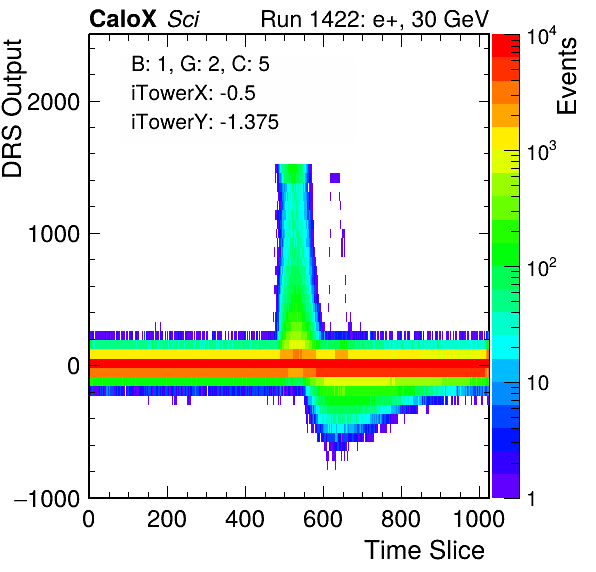 CaloX Sci Run 1422: e+, 30 GeV
B: 1, G: 2, C: 5
iTowerX: -0.5
iTowerY: -1.375
DRS Output
2000
1000
0
−1000
0 200 400 600 800 1000
Time Slice
Events
10^4
10^3
10^2
10
1